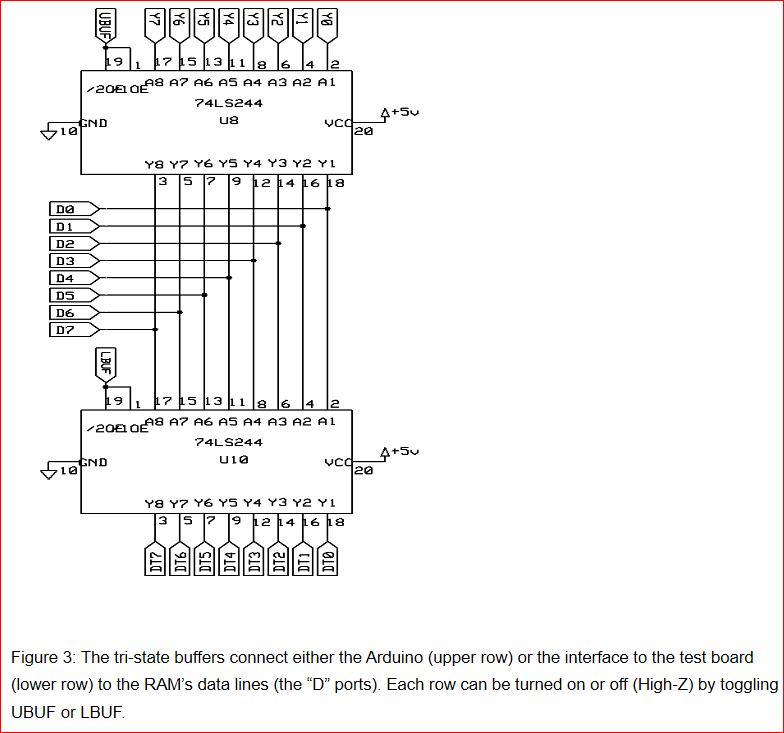 UBUF Y7 Y6 Y5 Y4 Y3 Y2 Y1 Y0
19 1 17 15 13 11 8 6 4 2
/2OE1OE A8 A7 A6 A5 A4 A3 A2 A1
74LS244
U8
GND VCC +5v
10 20
Y8 Y7 Y6 Y5 Y4 Y3 Y2 Y1
3 5 7 9 12 14 16 18
D0
D1
D2
D3
D4
D5
D6
D7
LBUF
19 1 17 15 13 11 8 6 4 2
/2OE1OE A8 A7 A6 A5 A4 A3 A2 A1
74LS244
U10
GND VCC +5v
10 20
Y8 Y7 Y6 Y5 Y4 Y3 Y2 Y1
3 5 7 9 12 14 16 18
DT7 DT6 DT5 DT4 DT3 DT2 DT1 DT0
Figure 3: The tri-state buffers connect either the Arduino (upper row) or the interface to the test board
(lower row) to the RAM’s data lines (the “D” ports). Each row can be turned on or off (High-Z) by toggling
UBUF or LBUF.